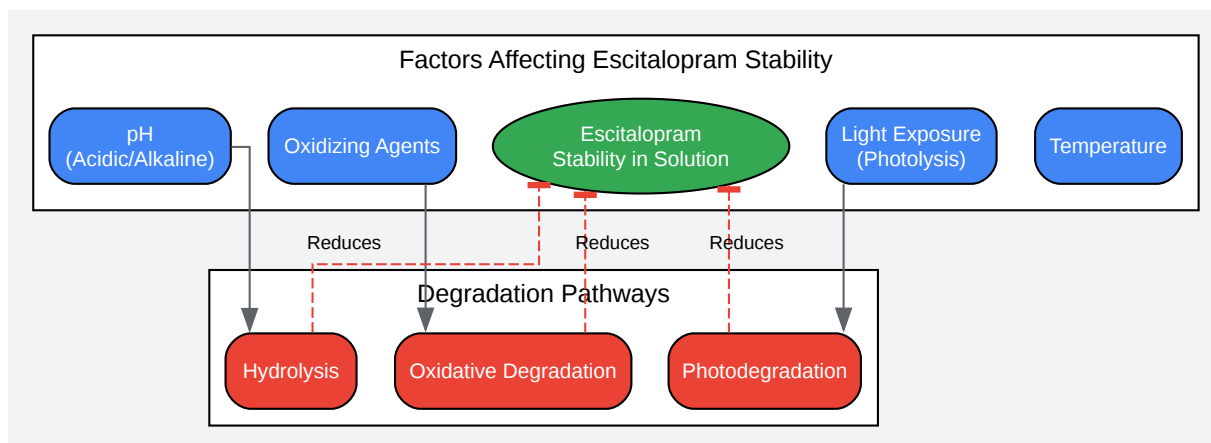 Factors Affecting Escitalopram Stability
pH
(Acidic/Alkaline)
Oxidizing Agents
Escitalopram
Stability in Solution
Light Exposure
(Photolysis)
Temperature
Reduces
Reduces
Reduces
Degradation Pathways
Hydrolysis
Oxidative Degradation
Photodegradation